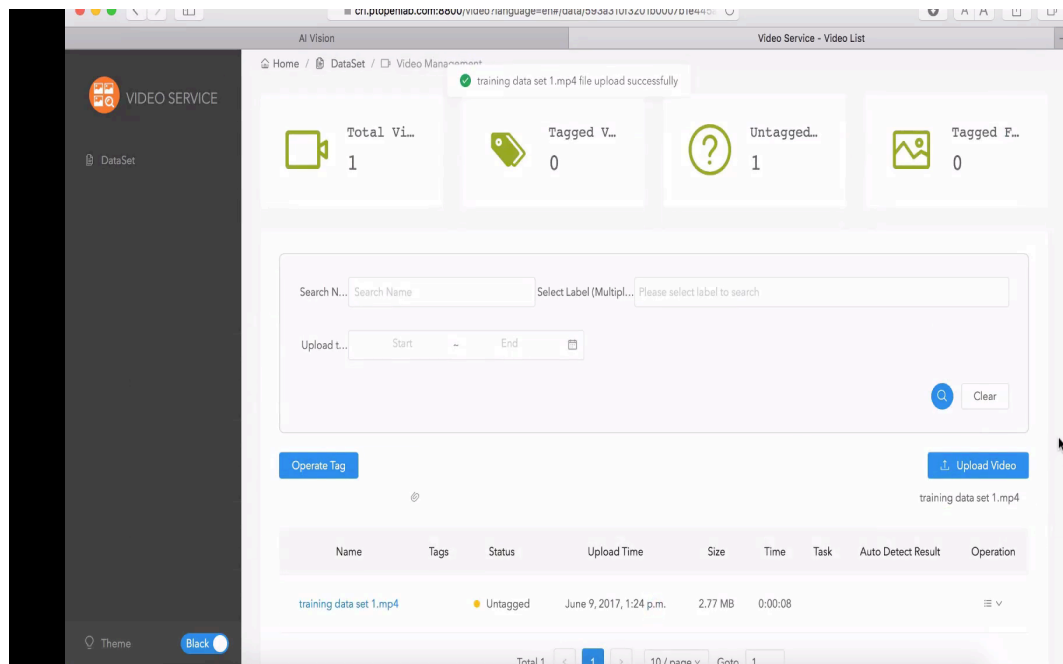 AI Vision
Video Service - Video List
VIDEO SERVICE
DataSet
Home / DataSet / Video Management
training data set 1.mp4 file upload successfully
Total Vi... 1
Tagged V... 0
Untagged... 1
Tagged F... 0
Search N... Search Name Select Label (Multipl... Please select label to search
Upload t... Start ~ End
Clear
Operate Tag
Upload Video
training data set 1.mp4
Name Tags Status Upload Time Size Time Task Auto Detect Result Operation
training data set 1.mp4 Untagged June 9, 2017, 1:24 p.m. 2.77 MB 0:00:08
Theme Black
Total 1 < 1 > 10 / page Goto 1